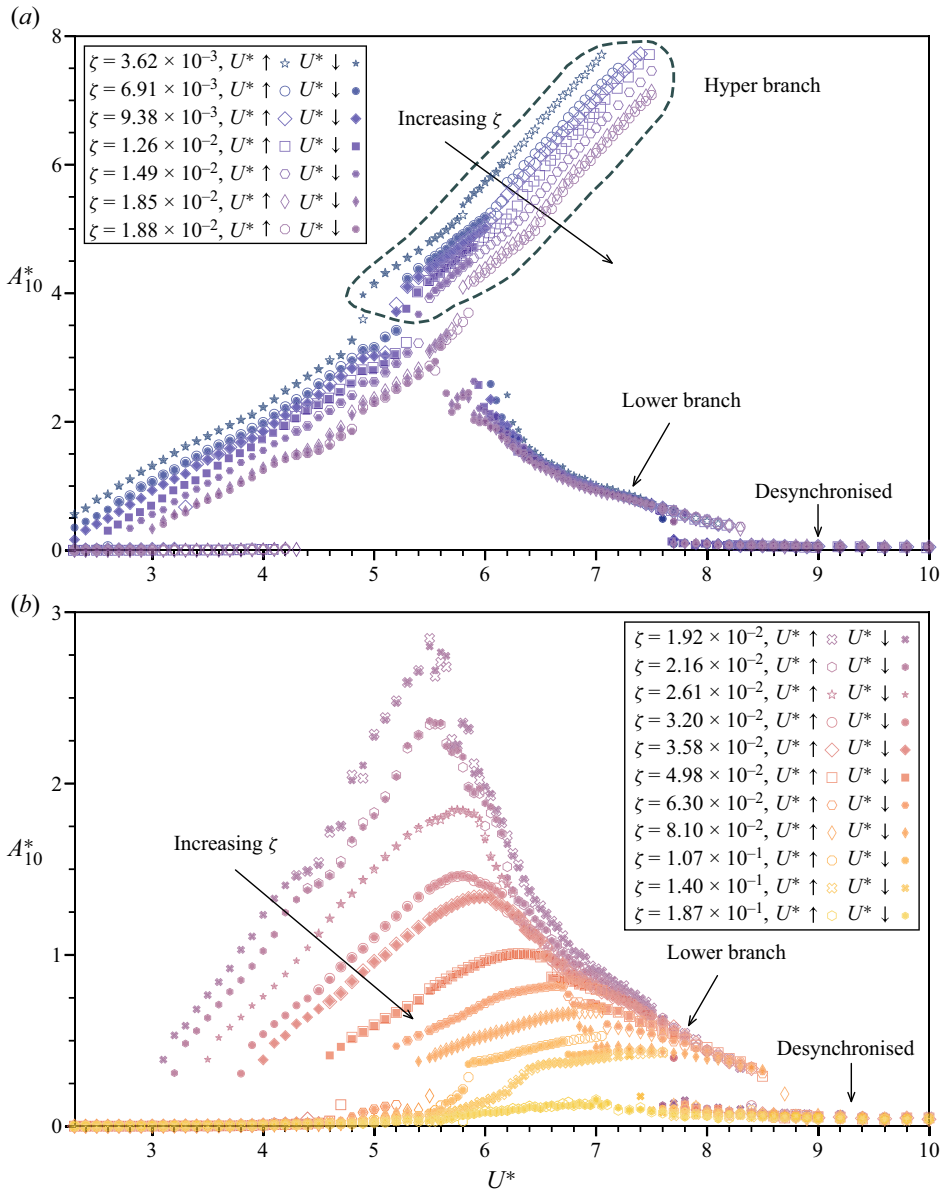 (a)
8
6
4
2
0
A*10
ζ = 3.62 × 10–3, U* ↑ U* ↓
ζ = 6.91 × 10–3, U* ↑ U* ↓
ζ = 9.38 × 10–3, U* ↑ U* ↓
ζ = 1.26 × 10–2, U* ↑ U* ↓
ζ = 1.49 × 10–2, U* ↑ U* ↓
ζ = 1.85 × 10–2, U* ↑ U* ↓
ζ = 1.88 × 10–2, U* ↑ U* ↓
Hyper branch
Increasing ζ
Lower branch
Desynchronised
3 4 5 6 7 8 9 10
(b)
3
2
1
0
A*10
ζ = 1.92 × 10–2, U* ↑ U* ↓
ζ = 2.16 × 10–2, U* ↑ U* ↓
ζ = 2.61 × 10–2, U* ↑ U* ↓
ζ = 3.20 × 10–2, U* ↑ U* ↓
ζ = 3.58 × 10–2, U* ↑ U* ↓
ζ = 4.98 × 10–2, U* ↑ U* ↓
ζ = 6.30 × 10–2, U* ↑ U* ↓
ζ = 8.10 × 10–2, U* ↑ U* ↓
ζ = 1.07 × 10–1, U* ↑ U* ↓
ζ = 1.40 × 10–1, U* ↑ U* ↓
ζ = 1.87 × 10–1, U* ↑ U* ↓
Increasing ζ
Lower branch
Desynchronised
3 4 5 6 7 8 9 10
U*